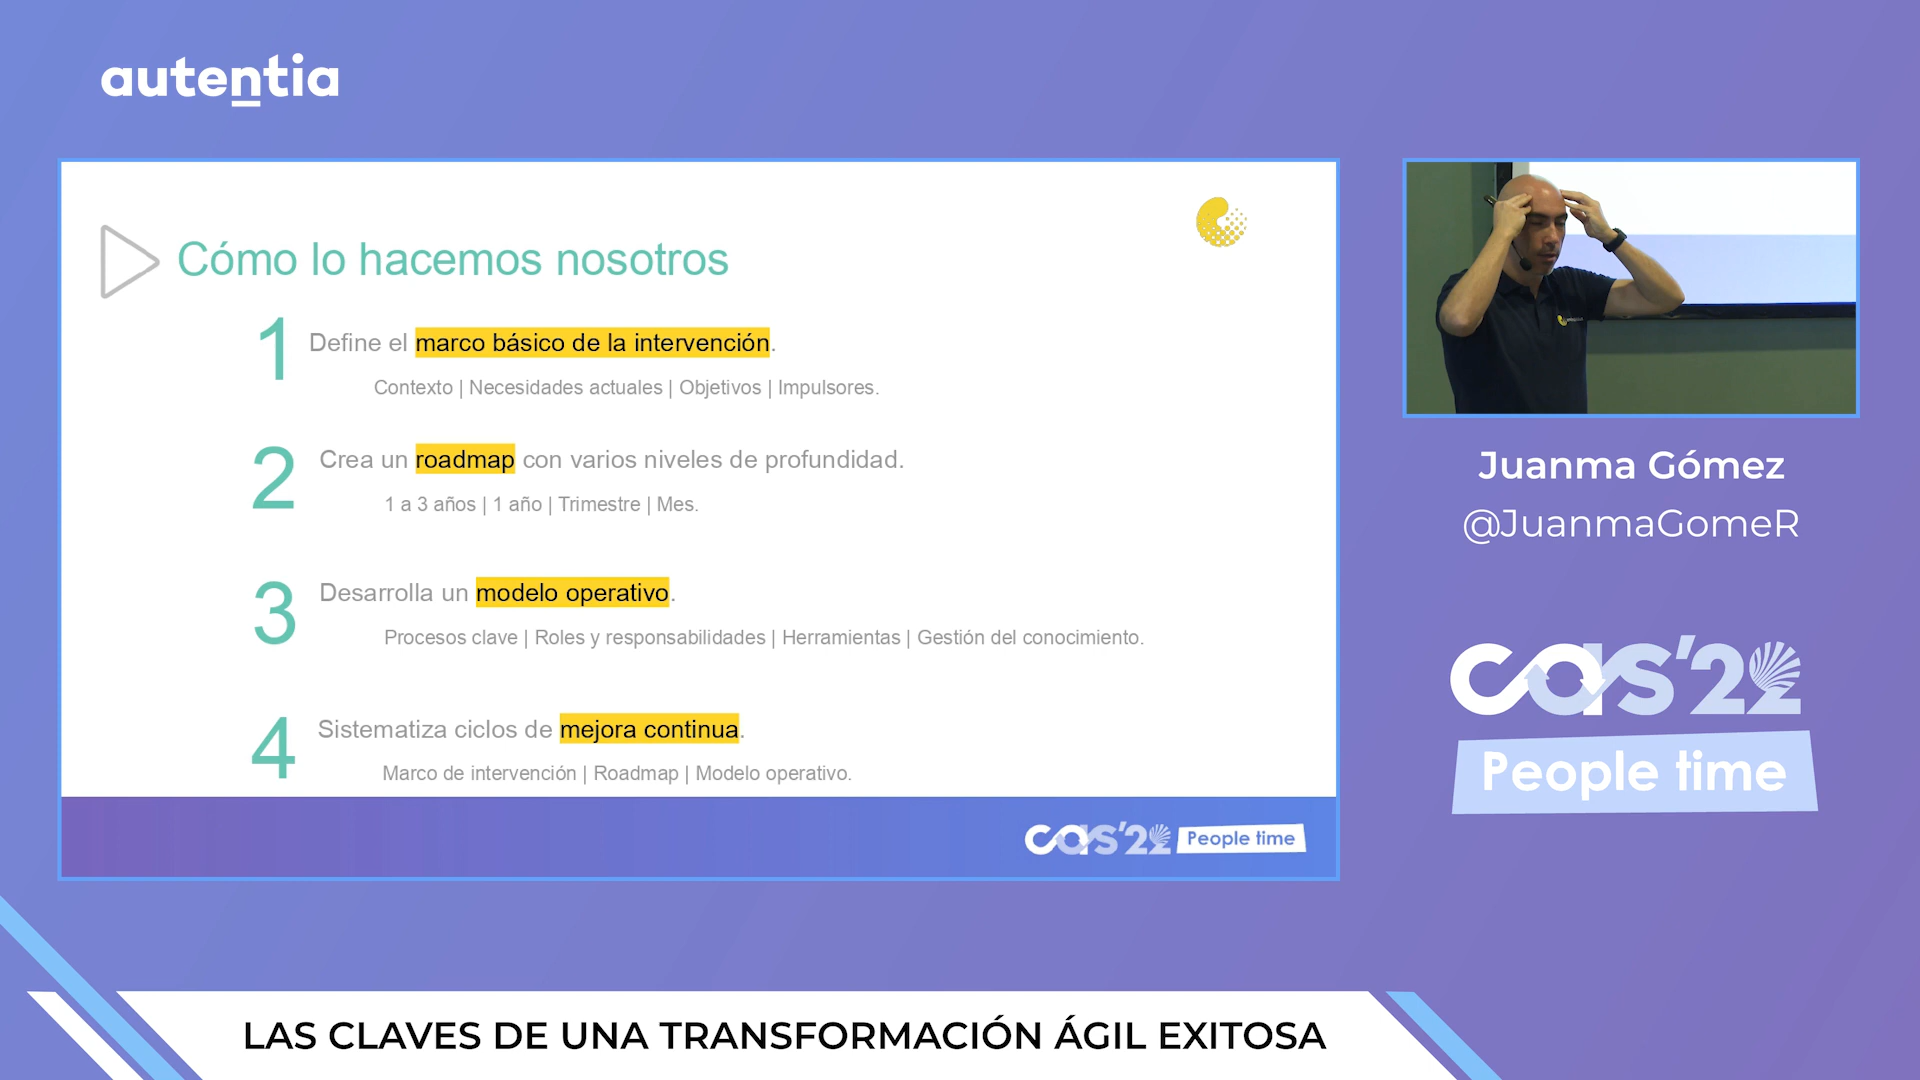 autentia
Cómo lo hacemos nosotros
1 Define el marco básico de la intervención.
Contexto | Necesidades actuales | Objetivos | Impulsores.
2 Crea un roadmap con varios niveles de profundidad.
1 a 3 años | 1 año | Trimestre | Mes.
3 Desarrolla un modelo operativo.
Procesos clave | Roles y responsabilidades | Herramientas | Gestión del conocimiento.
4 Sistematiza ciclos de mejora continua.
Marco de intervención | Roadmap | Modelo operativo.
cas'22 People time
Juanma Gómez
@JuanmaGomeR
cas'22
People time
LAS CLAVES DE UNA TRANSFORMACIÓN ÁGIL EXITOSA